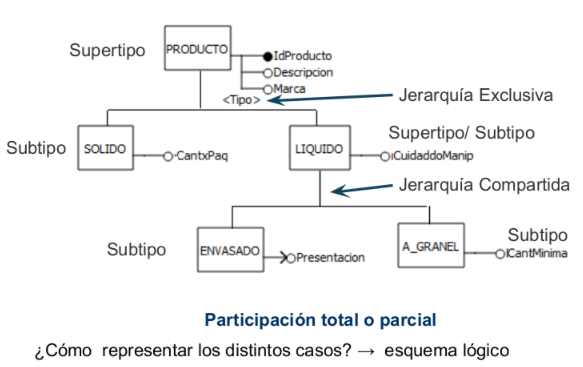 Supertipo
PRODUCTO
IdProducto
Descripcion
Marca
<Tipo>
Jerarquía Exclusiva
Subtipo
SOLIDO
CantxPaq
LIQUIDO
Supertipo/ Subtipo
CuidaddoManip
Jerarquía Compartida
Subtipo
ENVASADO
Presentacion
A_GRANEL
Subtipo
CantMinima
Participación total o parcial
¿Cómo representar los distintos casos? → esquema lógico